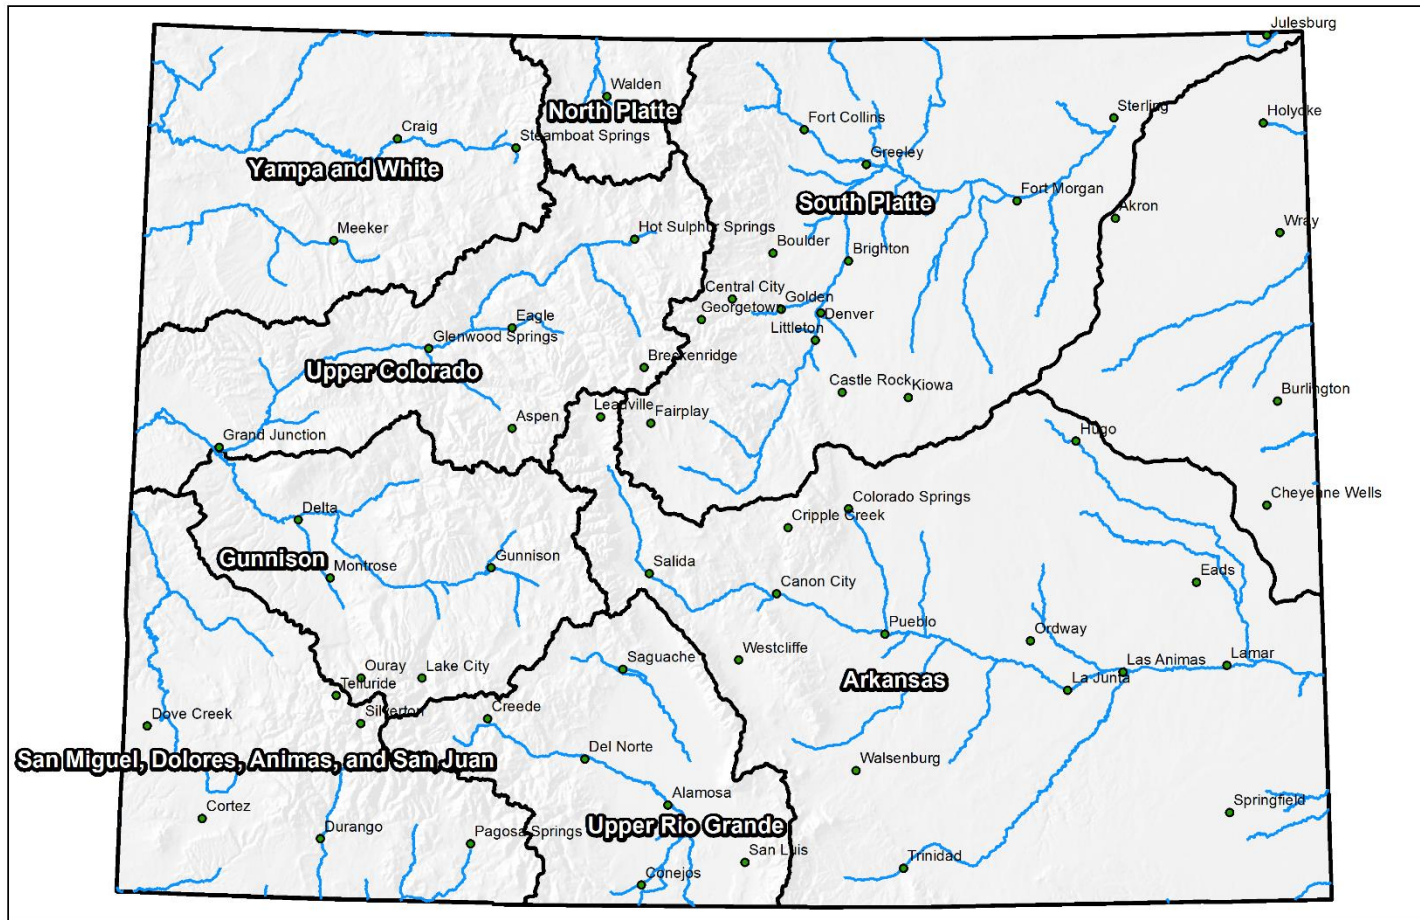 Julesburg
Walden
North Platte
Sterling
Holyoke
Fort Collins
Craig
Steamboat Springs
Greeley
Yampa and White
South Platte
Fort Morgan
Akron
Wray
Meeker
Hot Sulphur Springs
Boulder
Brighton
Central City
Golden
Georgetown
Denver
Eagle
Glenwood Springs
Littleton
Breckenridge
Upper Colorado
Castle Rock
Kiowa
Burlington
Aspen
Leadville
Fairplay
Grand Junction
Hugo
Cheyenne Wells
Colorado Springs
Delta
Cripple Creek
Gunnison
Gunnison
Montrose
Salida
Canon City
Eads
Pueblo
Ordway
Westcliffe
Saguache
Lamar
Ouray
Lake City
Las Animas
Arkansas
La Junta
Telluride
Silverton
Dove Creek
Creede
San Miguel, Dolores, Animas, and San Juan
Del Norte
Walsenburg
Alamosa
Springfield
Cortez
Upper Rio Grande
Durango
Pagosa Springs
San Luis
Trinidad
Conejos